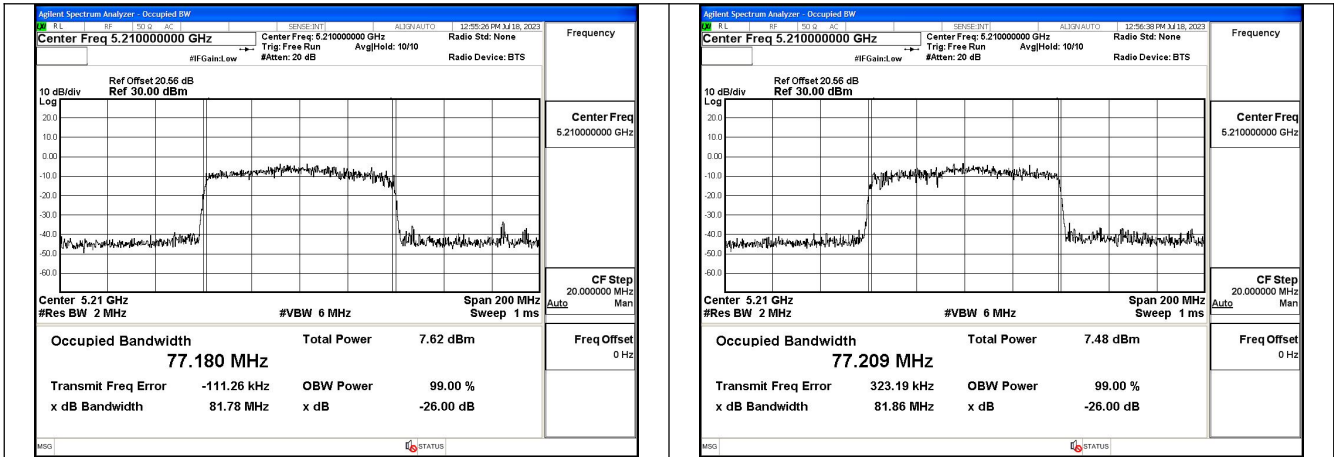 Agilent Spectrum Analyzer - Occupied BW
RL RF 50 Ω AC SENSE:INT ALIGN AUTO 12:55:26 PM Jul 18, 2023
Center Freq 5.210000000 GHz
Center Freq: 5.210000000 GHz
Radio Std: None
Trig: Free Run Avg|Hold: 10/10
#IFGain:Low #Atten: 20 dB Radio Device: BTS
Frequency
Ref Offset 20.56 dB
10 dB/div Ref 30.00 dBm
Log
20.0
10.0
0.00
-10.0
-20.0
-30.0
-40.0
-50.0
-60.0
Center Freq
5.210000000 GHz
Center 5.21 GHz Span 200 MHz
#Res BW 2 MHz #VBW 6 MHz Sweep 1 ms
CF Step
20.000000 MHz
Auto Man
Occupied Bandwidth Total Power 7.62 dBm
77.180 MHz
Transmit Freq Error -111.26 kHz OBW Power 99.00 %
x dB Bandwidth 81.78 MHz x dB -26.00 dB
Freq Offset
0 Hz
MSG STATUS
Agilent Spectrum Analyzer - Occupied BW
RL RF 50 Ω AC SENSE:INT ALIGN AUTO 12:56:38 PM Jul 18, 2023
Center Freq 5.210000000 GHz
Center Freq: 5.210000000 GHz
Radio Std: None
Trig: Free Run Avg|Hold: 10/10
#IFGain:Low #Atten: 20 dB Radio Device: BTS
Frequency
Ref Offset 20.56 dB
10 dB/div Ref 30.00 dBm
Log
20.0
10.0
0.00
-10.0
-20.0
-30.0
-40.0
-50.0
-60.0
Center Freq
5.210000000 GHz
Center 5.21 GHz Span 200 MHz
#Res BW 2 MHz #VBW 6 MHz Sweep 1 ms
CF Step
20.000000 MHz
Auto Man
Occupied Bandwidth Total Power 7.48 dBm
77.209 MHz
Transmit Freq Error 323.19 kHz OBW Power 99.00 %
x dB Bandwidth 81.86 MHz x dB -26.00 dB
Freq Offset
0 Hz
MSG STATUS